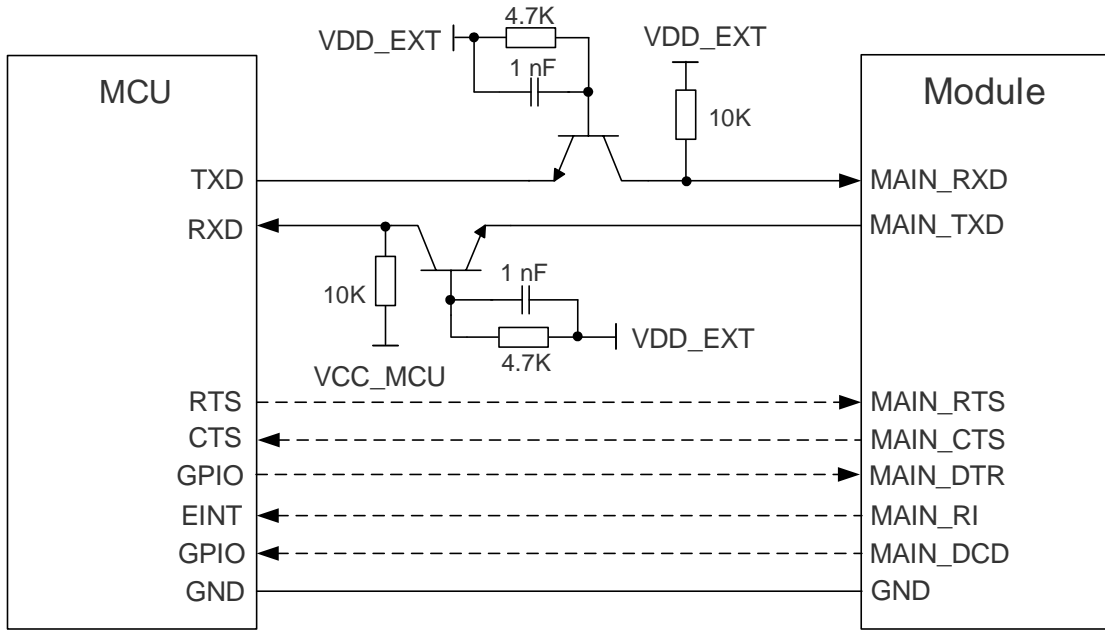 4.7K
VDD_EXT
VDD_EXT
1 nF
MCU
Module
10K
TXD
MAIN_RXD
RXD
MAIN_TXD
1 nF
10K
VDD_EXT
4.7K
VCC_MCU
RTS
MAIN_RTS
CTS
MAIN_CTS
GPIO
MAIN_DTR
EINT
MAIN_RI
GPIO
MAIN_DCD
GND
GND